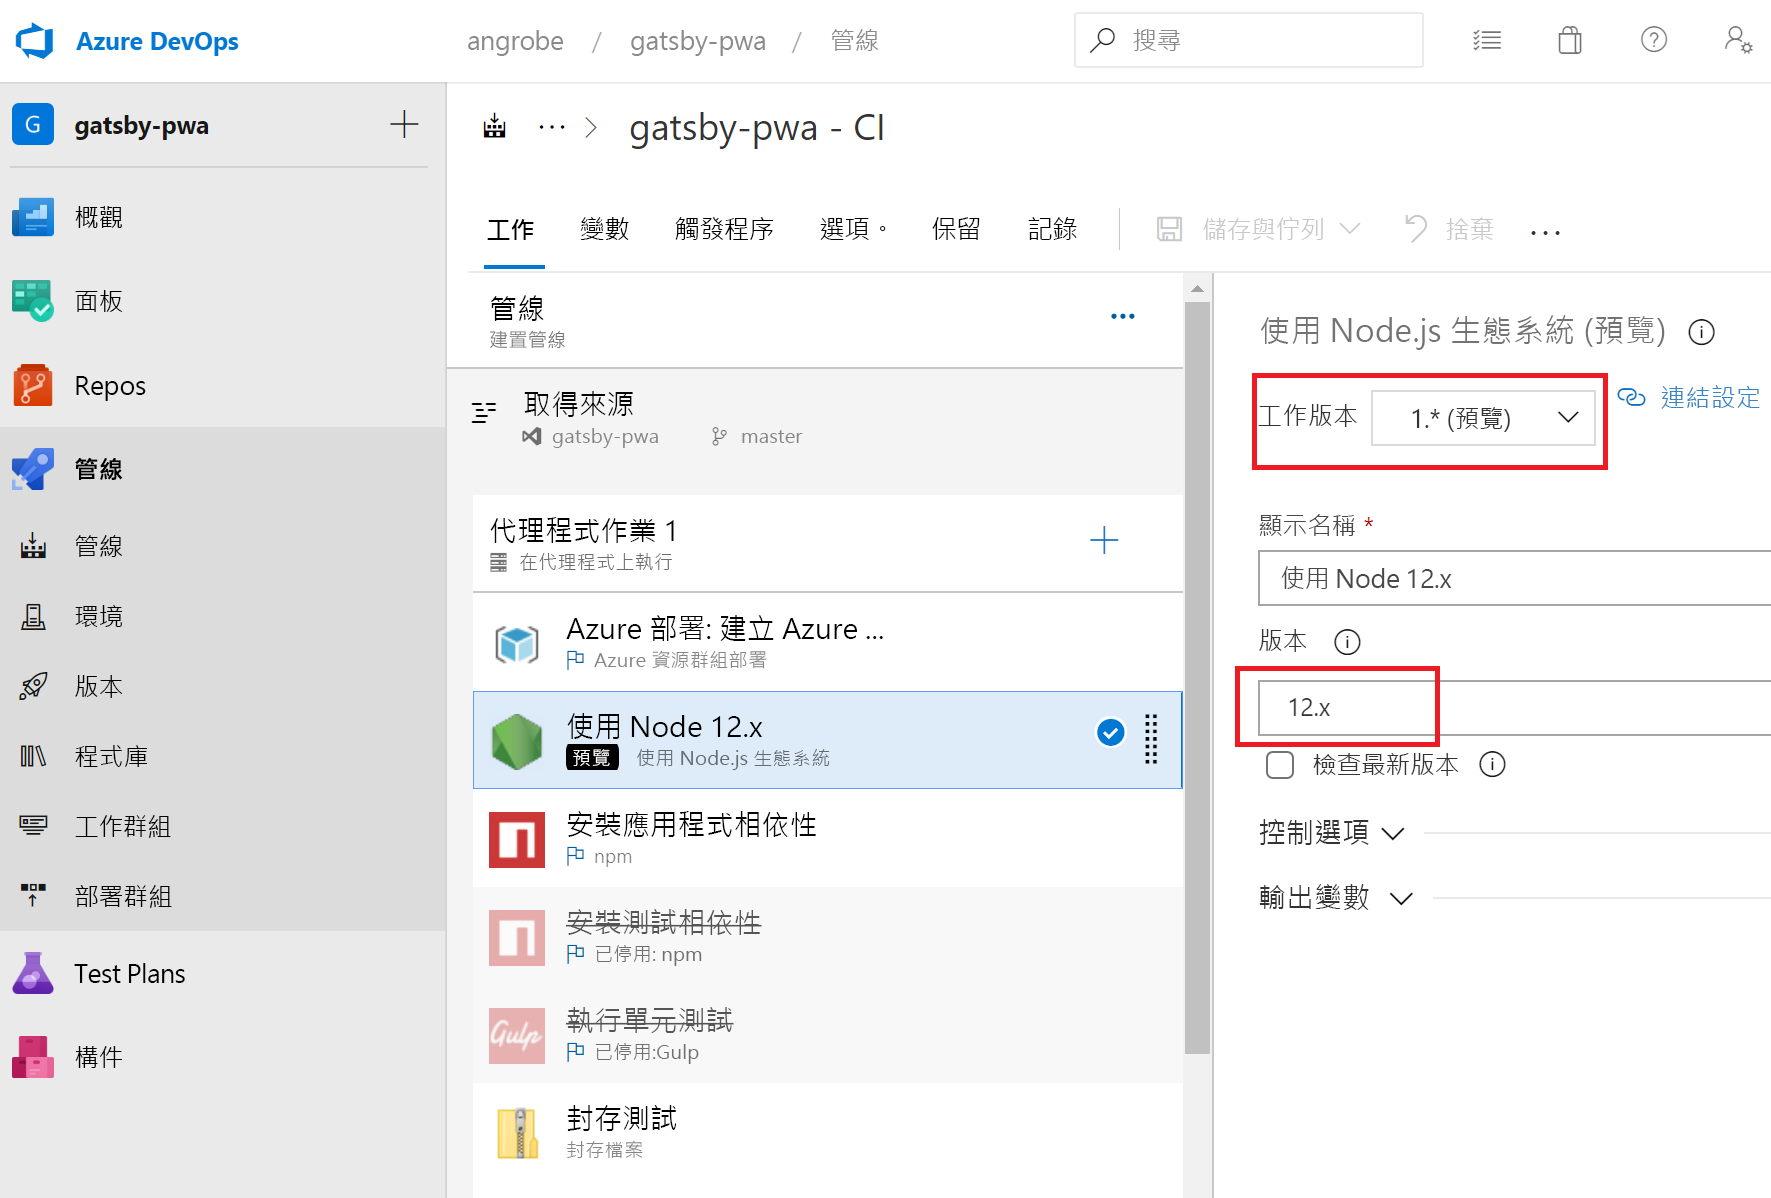 Azure DevOps
angrobe / gatsby-pwa / 管線
搜尋
G gatsby-pwa
概觀
面板
Repos
管線
管線
環境
版本
程式庫
工作群組
部署群組
Test Plans
構件
... > gatsby-pwa - CI
工作 變數 觸發程序 選項。 保留 記錄 儲存與佇列 捨棄 ...
管線
建置管線
取得來源
gatsby-pwa master
代理程式作業 1
在代理程式上執行
Azure 部署: 建立 Azure ...
Azure 資源群組部署
使用 Node 12.x
預覽 使用 Node.js 生態系統
安裝應用程式相依性
npm
安裝測試相依性
已停用: npm
Gulp
執行單元測試
已停用:Gulp
封存測試
封存檔案
使用 Node.js 生態系統 (預覽)
工作版本 1.* (預覽) 連結設定
顯示名稱 *
使用 Node 12.x
版本
12.x
檢查最新版本
控制選項
輸出變數